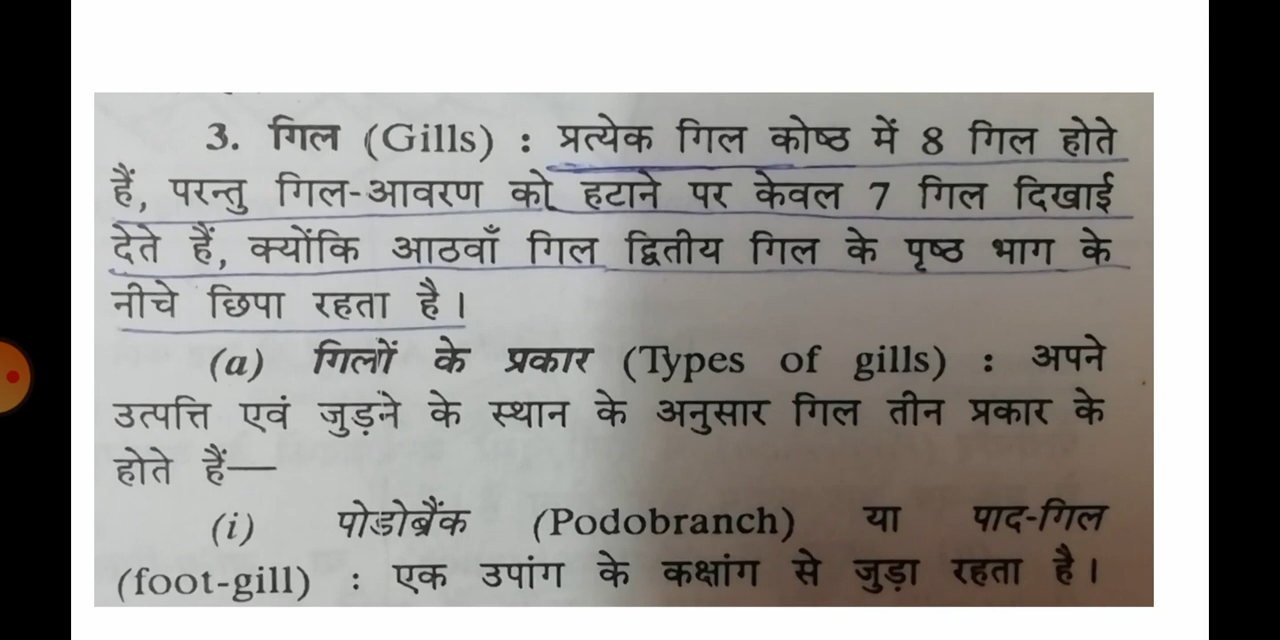 3. गिल (Gills) : प्रत्येक गिल कोष्ठ में 8 गिल होते
हैं, परन्तु गिल-आवरण को हटाने पर केवल 7 गिल दिखाई
देते हैं, क्योंकि आठवाँ गिल द्वितीय गिल के पृष्ठ भाग के
नीचे छिपा रहता है।
(a) गिलों के प्रकार (Types of gills) : अपने
उत्पत्ति एवं जुड़ने के स्थान के अनुसार गिल तीन प्रकार के
होते हैं—
(i) पोडोब्रैंक (Podobranch) या पाद-गिल
(foot-gill) : एक उपांग के कक्षांग से जुड़ा रहता है।